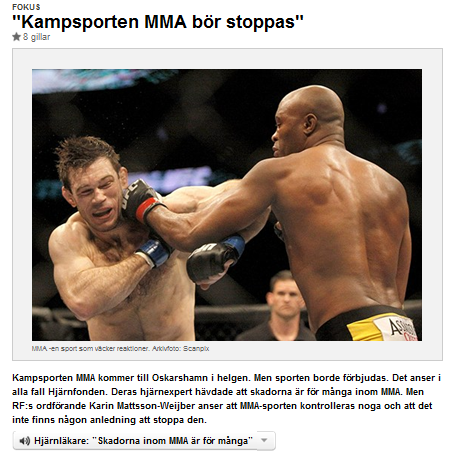 FOKUS
"Kampsporten MMA bör stoppas"
8 gillar
MMA -en sport som väcker reaktioner. Arkivfoto: Scanpix
Kampsporten MMA kommer till Oskarshamn i helgen. Men sporten borde förbjudas. Det anser i
alla fall Hjärnfonden. Deras hjärnexpert hävdade att skadorna är för många inom MMA. Men
RF:s ordförande Karin Mattsson-Weijber anser att MMA-sporten kontrolleras noga och att det
inte finns någon anledning att stoppa den.
Hjärnläkare: "Skadorna inom MMA är för många"